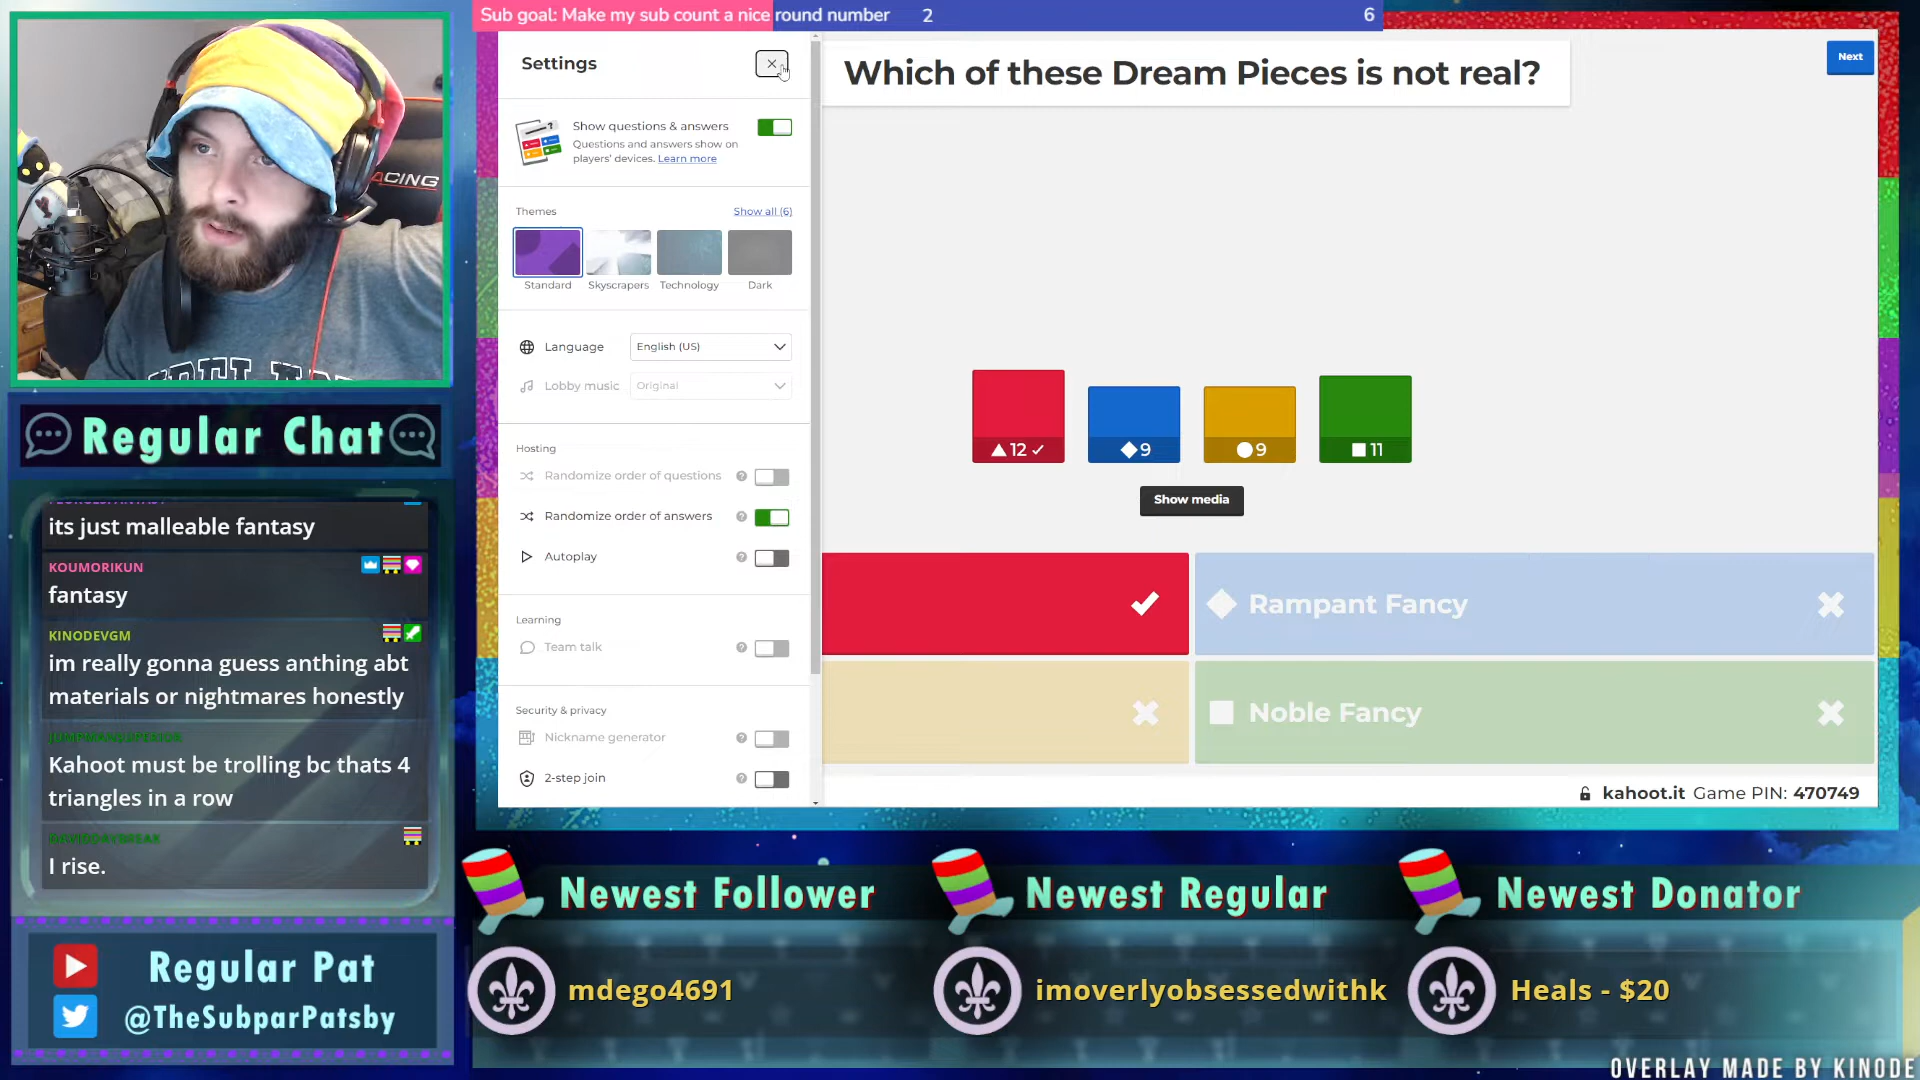 Sub goal: Make my sub count a nice round number 2 6
Settings
Which of these Dream Pieces is not real?
Next
Show questions & answers
Questions and answers show on
players' devices. Learn more
Themes
Show all (6)
Standard
Skyscrapers
Technology
Dark
Language
English (US)
Lobby music
Original
Hosting
Randomize order of questions
Randomize order of answers
Autoplay
Learning
Team talk
Security & privacy
Nickname generator
2-step join
12
9
9
11
Show media
Rampant Fancy
Noble Fancy
kahoot.it Game PIN: 470749
ACING
Regular Chat
its just malleable fantasy
KOUMORIKUN
fantasy
KINODEVGM
im really gonna guess anthing abt
materials or nightmares honestly
Kahoot must be trolling bc thats 4
triangles in a row
I rise.
Regular Pat
@TheSubparPatsby
Newest Follower
mdego4691
Newest Regular
imoverlyobsessedwithk
Newest Donator
Heals - $20
OVERLAY MADE BY KINODE